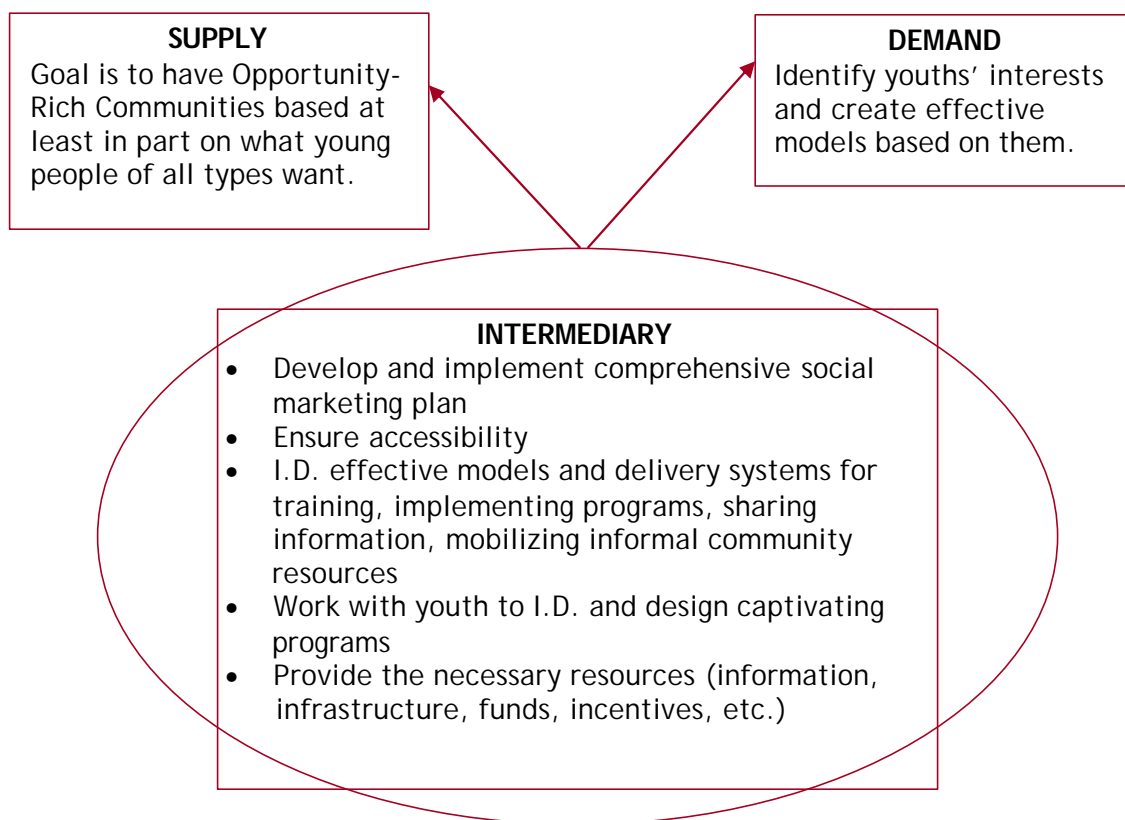 SUPPLY
Goal is to have Opportunity-
Rich Communities based at
least in part on what young
people of all types want.
DEMAND
Identify youths’ interests
and create effective
models based on them.
INTERMEDIARY
• Develop and implement comprehensive social
marketing plan
• Ensure accessibility
• I.D. effective models and delivery systems for
training, implementing programs, sharing
information, mobilizing informal community
resources
• Work with youth to I.D. and design captivating
programs
• Provide the necessary resources (information,
infrastructure, funds, incentives, etc.)